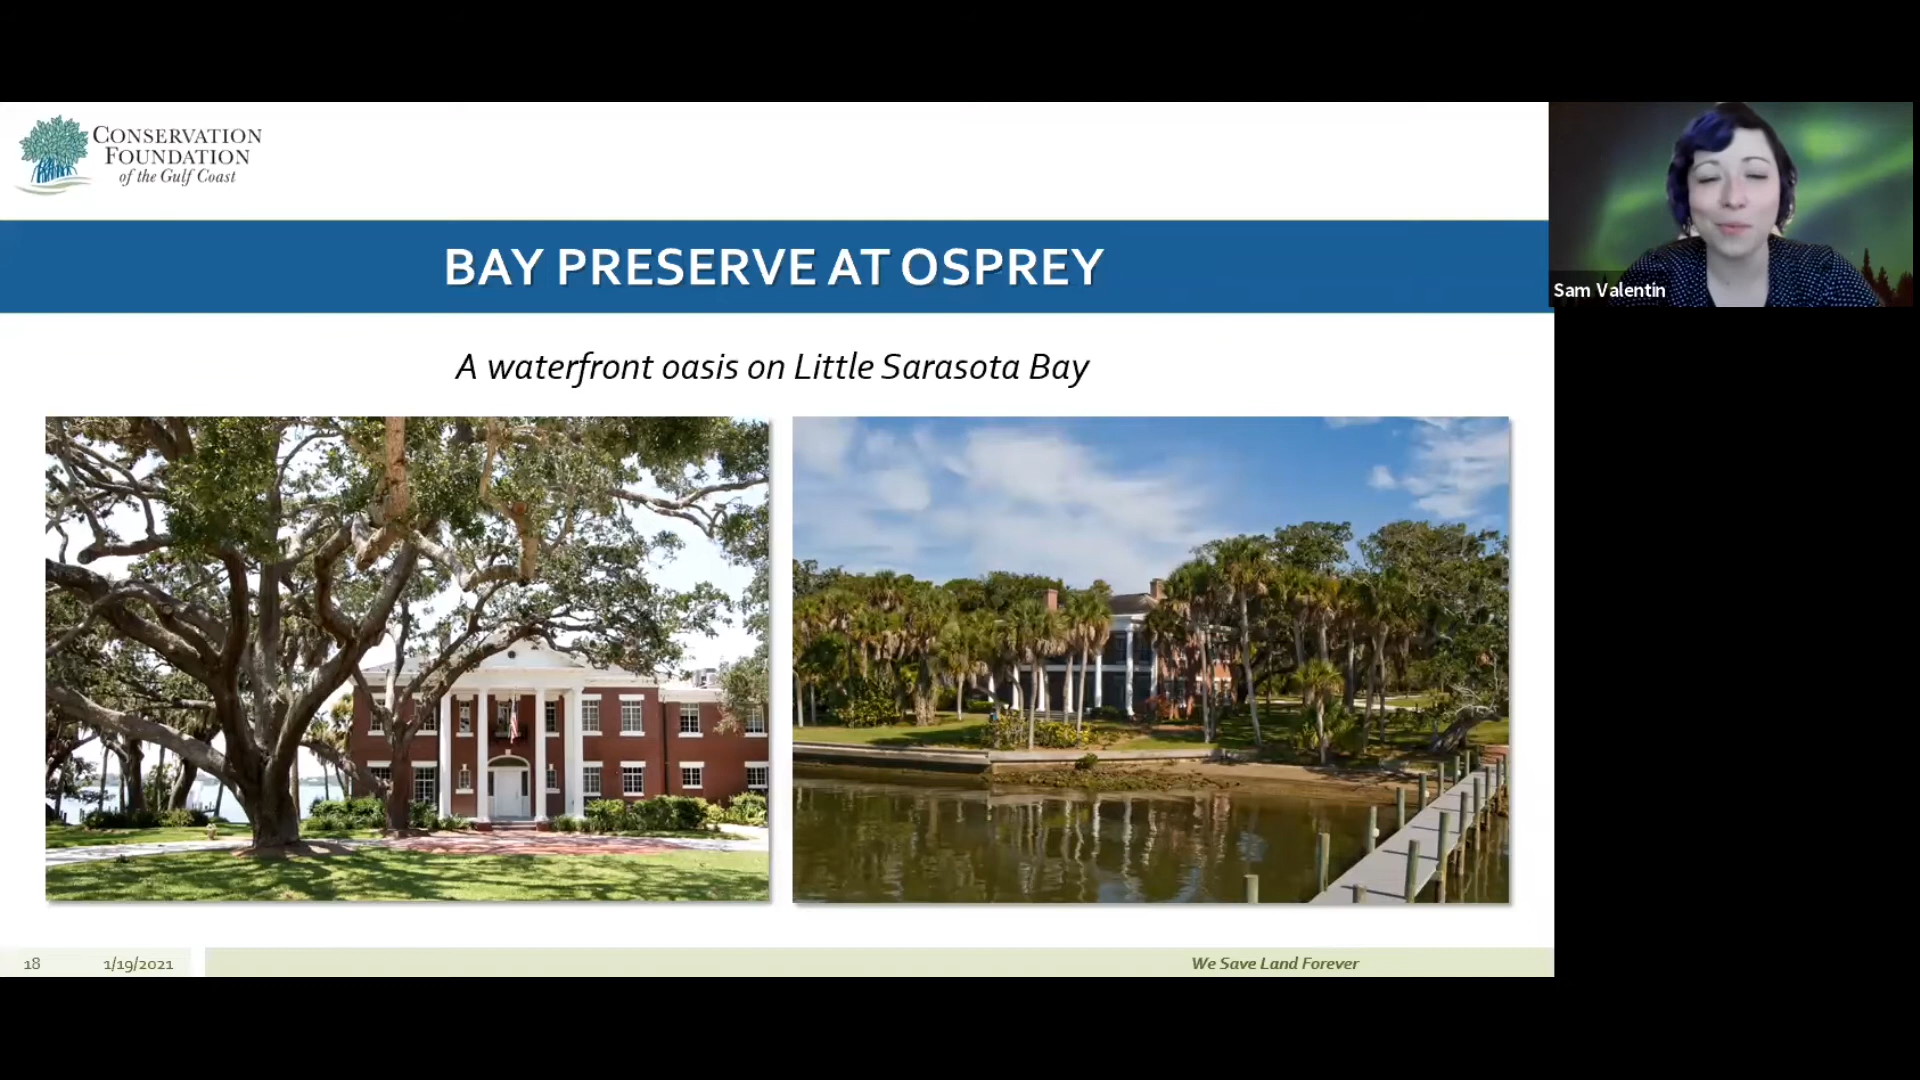 CONSERVATION
FOUNDATION
of the Gulf Coast
BAY PRESERVE AT OSPREY
Sam Valentin
A waterfront oasis on Little Sarasota Bay
18 1/19/2021 We Save Land Forever